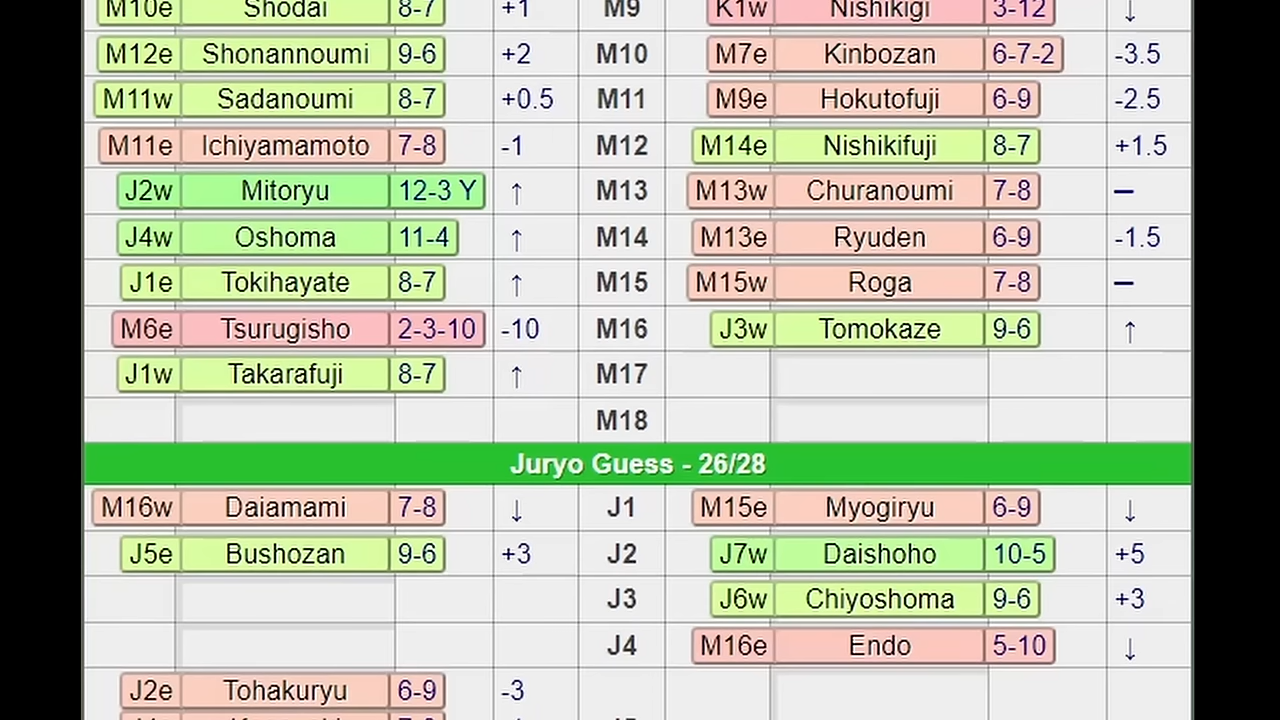 M10e Shodai 8-7 +1 M9 K1w Nishikigi 3-12 ↓
M12e Shonannoumi 9-6 +2 M10 M7e Kinbozan 6-7-2 -3.5
M11w Sadanoumi 8-7 +0.5 M11 M9e Hokutofuji 6-9 -2.5
M11e Ichiyamamoto 7-8 -1 M12 M14e Nishikifuji 8-7 +1.5
J2w Mitoryu 12-3 Y ↑ M13 M13w Churanoumi 7-8 –
J4w Oshoma 11-4 ↑ M14 M13e Ryuden 6-9 -1.5
J1e Tokihayate 8-7 ↑ M15 M15w Roga 7-8 –
M6e Tsurugisho 2-3-10 -10 M16 J3w Tomokaze 9-6 ↑
J1w Takarafuji 8-7 ↑ M17
M18
Juryo Guess - 26/28
M16w Daiamami 7-8 ↓ J1 M15e Myogiryu 6-9 ↓
J5e Bushozan 9-6 +3 J2 J7w Daishoho 10-5 +5
J3 J6w Chiyoshoma 9-6 +3
J4 M16e Endo 5-10 ↓
J2e Tohakuryu 6-9 -3